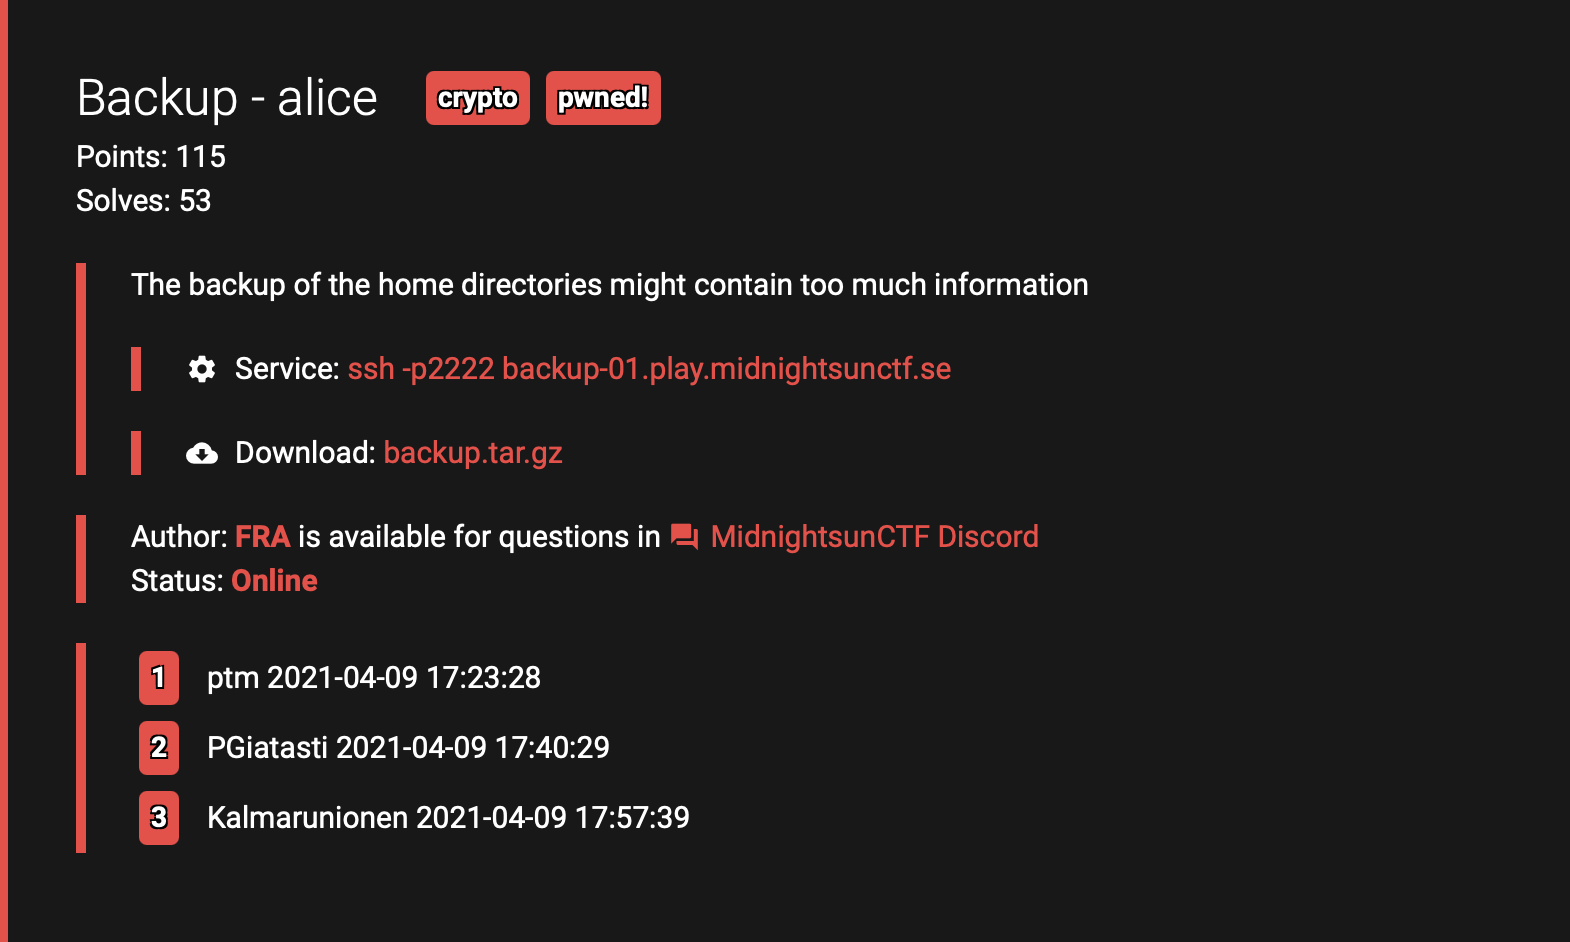 Backup - alice crypto pwned!
Points: 115
Solves: 53
The backup of the home directories might contain too much information
Service: ssh -p2222 backup-01.play.midnightsunctf.se
Download: backup.tar.gz
Author: FRA is available for questions in MidnightsunCTF Discord
Status: Online
1 ptm 2021-04-09 17:23:28
2 PGiatasti 2021-04-09 17:40:29
3 Kalmarunionen 2021-04-09 17:57:39